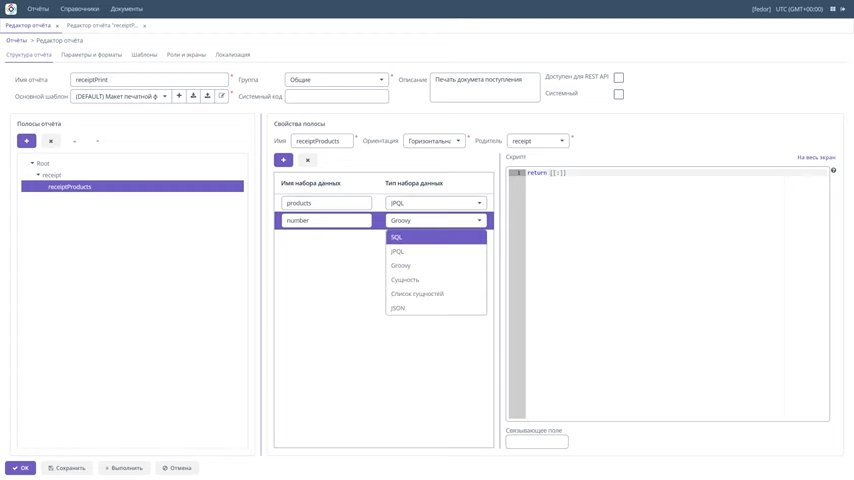 Отчёты Справочники Документы [fedor] UTC (GMT+00:00)
Редактор отчёта × Редактор отчёта "receiptP... ×
Отчёты > Редактор отчёта
Структура отчёта Параметры и форматы Шаблоны Роли и экраны Локализация
Имя отчёта receiptPrint * Группа Общие * Описание Печать докумета поступления Доступен для REST API
Основной шаблон (DEFAULT) Макет печатной ф * Системный код Системный
Полосы отчёта
Свойства полосы
Имя receiptProducts * Ориентация Горизонтальна * Родитель receipt *
Root
receipt
receiptProducts
Имя набора данных Тип набора данных
products JPQL
number Groovy
SQL
JPQL
Groovy
Сущность
Список сущностей
JSON
Скрипт На весь экран
1 return [[:]]
Связывающее поле
OK Сохранить Выполнить Отмена